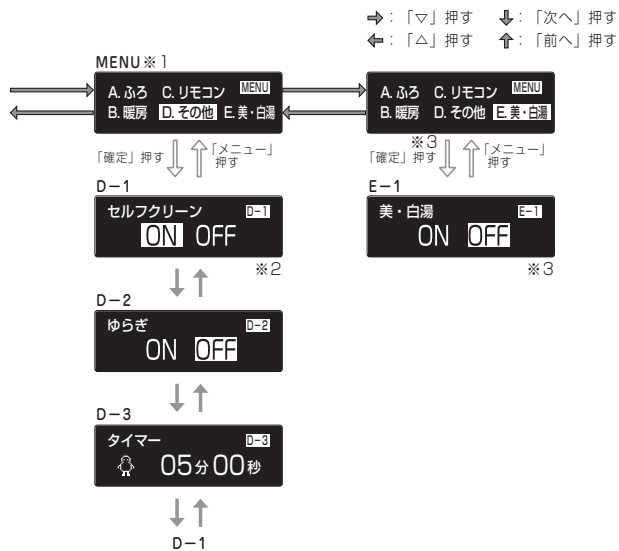 ⇨：「▽」押す　⇩：「次へ」押す
⇦：「△」押す　⇧：「前へ」押す
MENU※1
A. ふろ C. リモコン MENU
B. 暖房 D. その他 E. 美・白湯
A. ふろ C. リモコン MENU
B. 暖房 D. その他 E. 美・白湯
「確定」押す
「メニュー」押す
※3
「確定」押す
「メニュー」押す
D−1
セルフクリーン D−1
ON OFF
※2
E−1
美・白湯 E−1
ON OFF
※3
D−2
ゆらぎ D−2
ON OFF
D−3
タイマー D−3
05分00秒
D−1